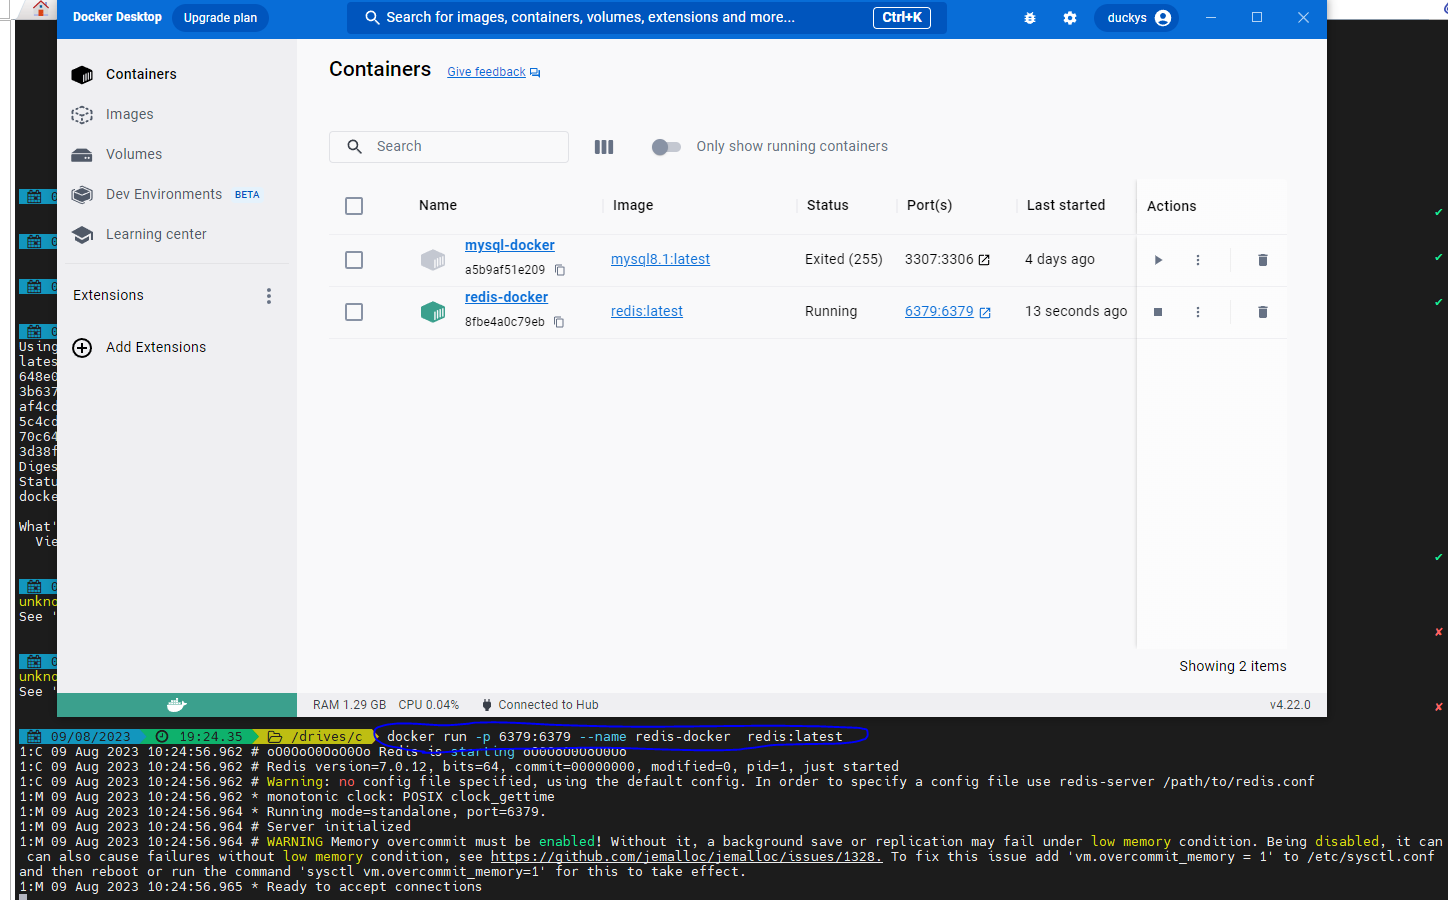 Docker Desktop
Upgrade plan
Search for images, containers, volumes, extensions and more...
Ctrl+K
duckys
Containers
Images
Volumes
Dev Environments BETA
Learning center
Extensions
Add Extensions
Containers
Give feedback
Search
Only show running containers
Name Image Status Port(s) Last started Actions
mysql-docker
a5b9af51e209
mysql8.1:latest Exited (255) 3307:3306 4 days ago
redis-docker
8fbe4a0c79eb
redis:latest Running 6379:6379 13 seconds ago
Showing 2 items
RAM 1.29 GB CPU 0.04% Connected to Hub v4.22.0
Using
lates
648e0
3b637
af4cd
5c4cd
70c64
3d38f
Diges
Statu
docke
What'
Vie
unkno
See '
unkno
See '
09/08/2023 19:24.35 /drives/c docker run -p 6379:6379 --name redis-docker  redis:latest
1:C 09 Aug 2023 10:24:56.962 # oO0OoO0OoO0Oo Redis is starting oO0OoO0OoO0Oo
1:C 09 Aug 2023 10:24:56.962 # Redis version=7.0.12, bits=64, commit=00000000, modified=0, pid=1, just started
1:C 09 Aug 2023 10:24:56.962 # Warning: no config file specified, using the default config. In order to specify a config file use redis-server /path/to/redis.conf
1:M 09 Aug 2023 10:24:56.962 * monotonic clock: POSIX clock_gettime
1:M 09 Aug 2023 10:24:56.964 * Running mode=standalone, port=6379.
1:M 09 Aug 2023 10:24:56.964 # Server initialized
1:M 09 Aug 2023 10:24:56.964 # WARNING Memory overcommit must be enabled! Without it, a background save or replication may fail under low memory condition. Being disabled, it can
can also cause failures without low memory condition, see https://github.com/jemalloc/jemalloc/issues/1328. To fix this issue add 'vm.overcommit_memory = 1' to /etc/sysctl.conf
and then reboot or run the command 'sysctl vm.overcommit_memory=1' for this to take effect.
1:M 09 Aug 2023 10:24:56.965 * Ready to accept connections